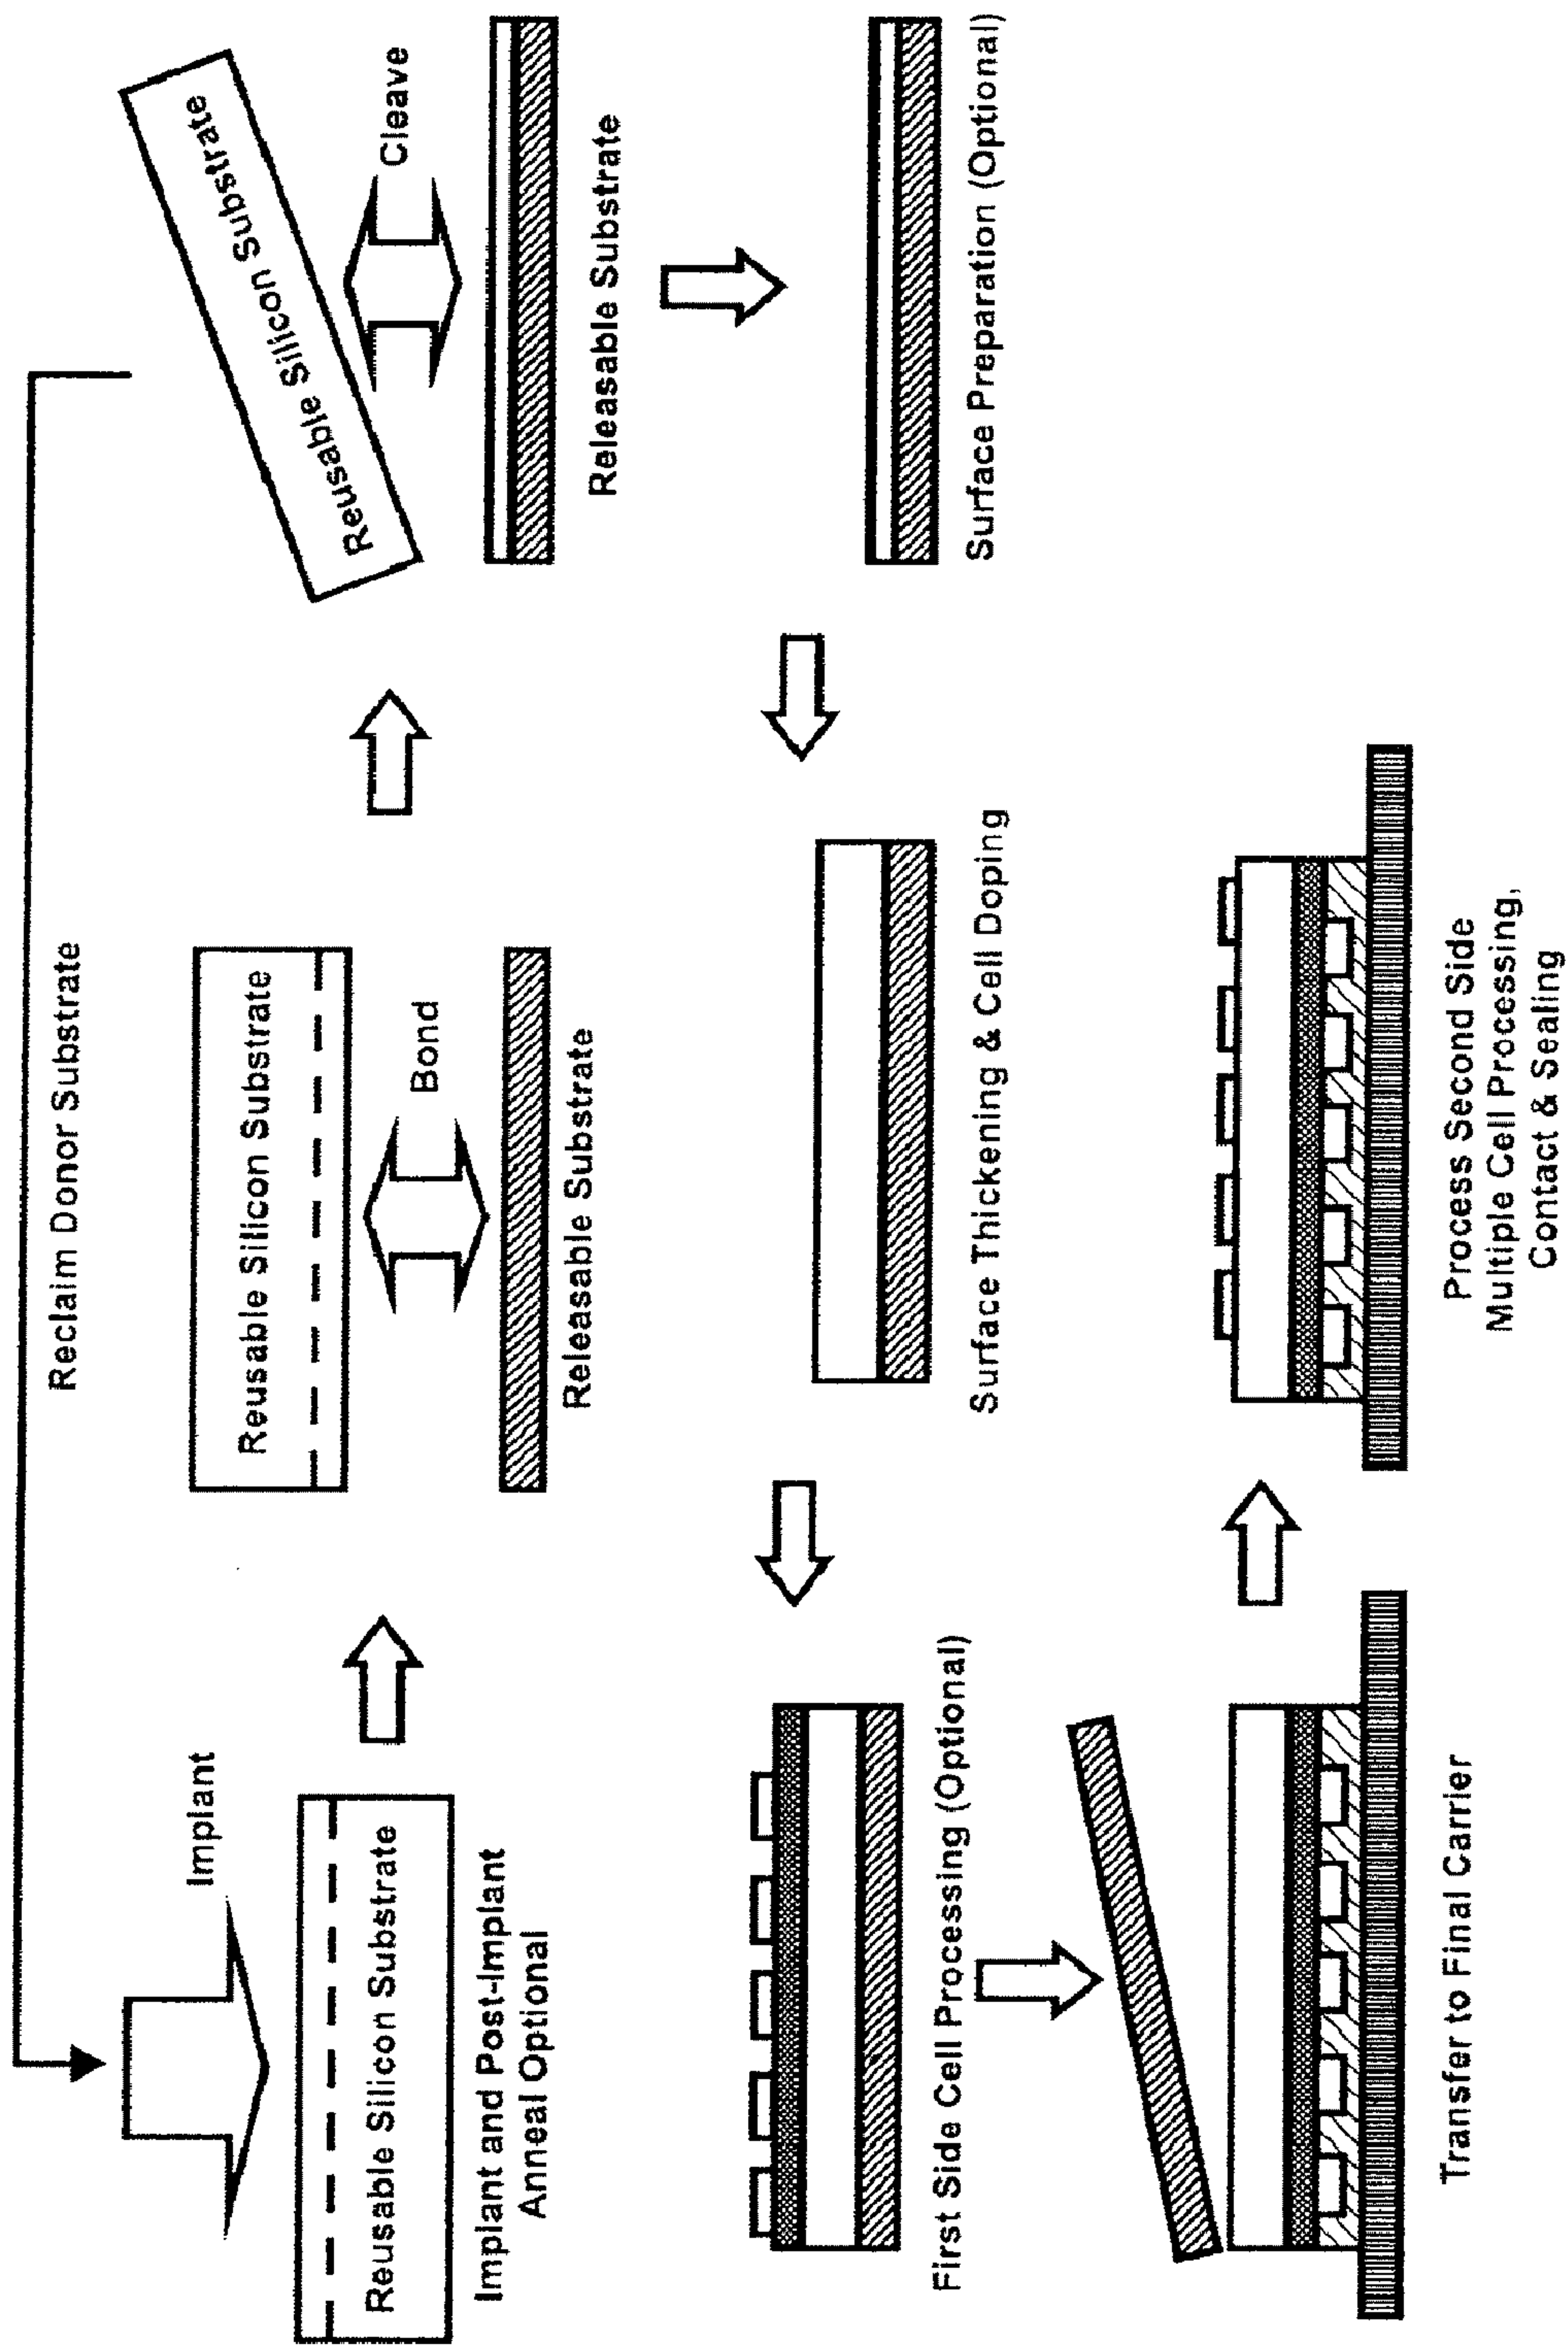 Reclaim Donor Substrate
Implant
Reusable Silicon Substrate
Implant and Post-Implant
Anneal Optional
Reusable Silicon Substrate
Bond
Releasable Substrate
Reusable Silicon Substrate
Cleave
Releasable Substrate
Surface Preparation (Optional)
Surface Thickening & Cell Doping
First Side Cell Processing (Optional)
Transfer to Final Carrier
Process Second Side
Multiple Cell Processing,
Contact & Sealing